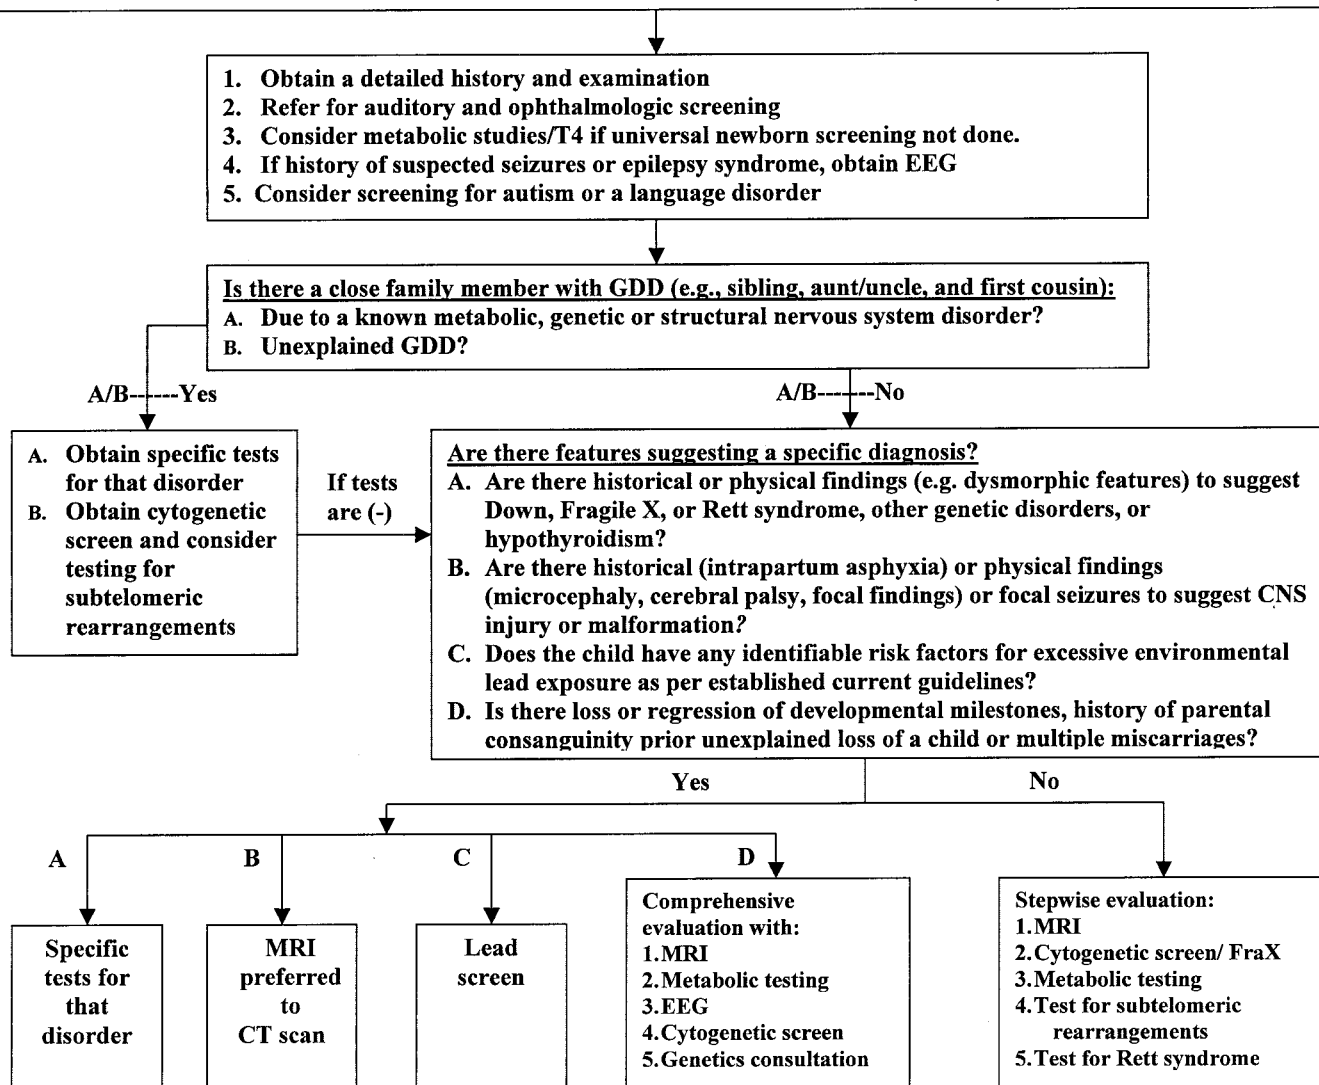 1. Obtain a detailed history and examination
2. Refer for auditory and ophthalmologic screening
3. Consider metabolic studies/T4 if universal newborn screening not done.
4. If history of suspected seizures or epilepsy syndrome, obtain EEG
5. Consider screening for autism or a language disorder
Is there a close family member with GDD (e.g., sibling, aunt/uncle, and first cousin):
A. Due to a known metabolic, genetic or structural nervous system disorder?
B. Unexplained GDD?
A/B------Yes
A/B------No
A. Obtain specific tests
for that disorder
B. Obtain cytogenetic
screen and consider
testing for
subtelomeric
rearrangements
If tests
are (-)
Are there features suggesting a specific diagnosis?
A. Are there historical or physical findings (e.g. dysmorphic features) to suggest
Down, Fragile X, or Rett syndrome, other genetic disorders, or
hypothyroidism?
B. Are there historical (intrapartum asphyxia) or physical findings
(microcephaly, cerebral palsy, focal findings) or focal seizures to suggest CNS
injury or malformation?
C. Does the child have any identifiable risk factors for excessive environmental
lead exposure as per established current guidelines?
D. Is there loss or regression of developmental milestones, history of parental
consanguinity prior unexplained loss of a child or multiple miscarriages?
Yes
No
A
B
C
D
Specific
tests for
that
disorder
MRI
preferred
to
CT scan
Lead
screen
Comprehensive
evaluation with:
1.MRI
2.Metabolic testing
3.EEG
4.Cytogenetic screen
5.Genetics consultation
Stepwise evaluation:
1.MRI
2.Cytogenetic screen/ FraX
3.Metabolic testing
4.Test for subtelomeric
rearrangements
5.Test for Rett syndrome